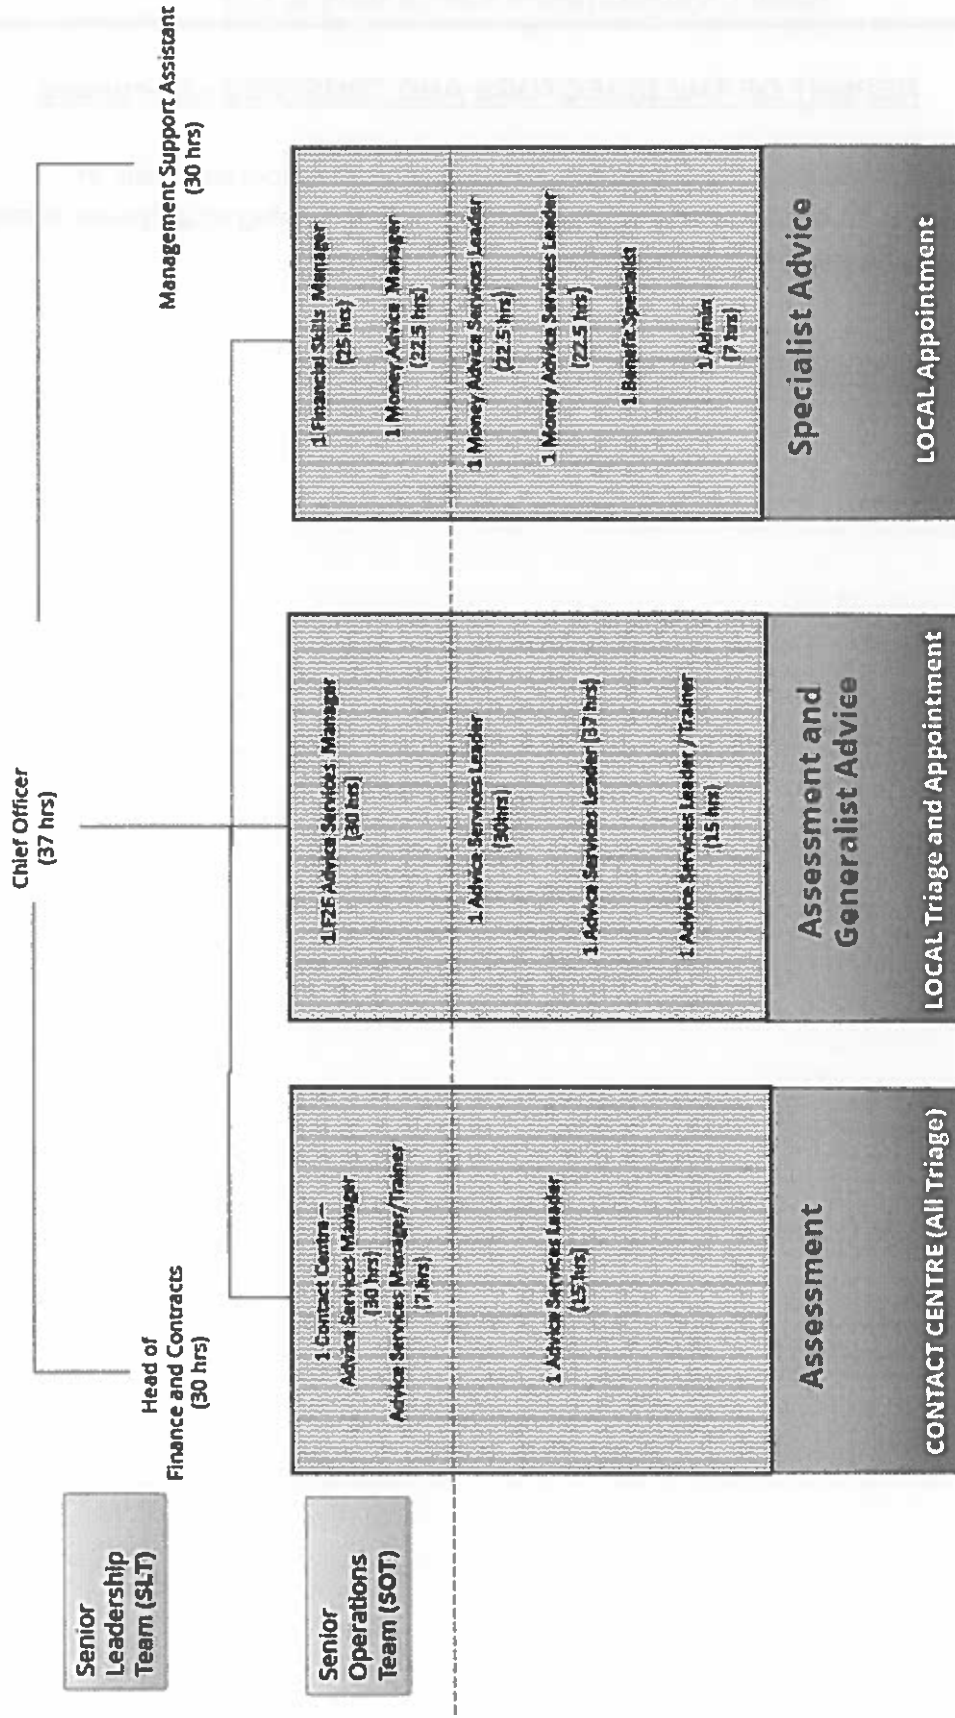 Chief Officer
(37 hrs)
Senior
Leadership
Team (SLT)
Head of
Finance and Contracts
(30 hrs)
Management Support Assistant
(30 hrs)
Senior
Operations
Team (SOT)
1 Contact Centre –
Advice Services Manager
(30 hrs)
Advice Services Manager/Trainer
(7 hrs)
1 Advice Services Leader
(15 hrs)
Assessment
CONTACT CENTRE (All Triage)
1 F2F Advice Services Manager
(30 hrs)
1 Advice Services Leader
(30hrs)
1 Advice Services Leader (37 hrs)
1 Advice Services Leader / Trainer
(15 hrs)
Assessment and
Generalist Advice
LOCAL Triage and Appointment
1 Financial Skills Manager
(25 hrs)
1 Money Advice Manager
(22.5 hrs)
1 Money Advice Services Leader
(22.5 hrs)
1 Money Advice Services Leader
(22.5 hrs)
1 Benefit Specialist
1 Admin
(7 hrs)
Specialist Advice
LOCAL Appointment